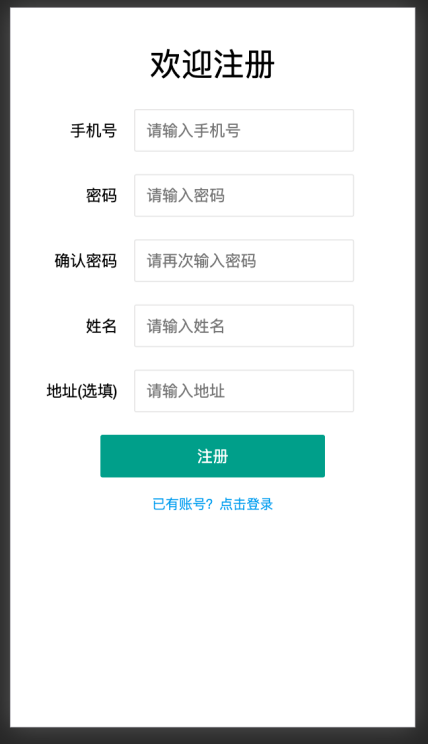 欢迎注册
手机号 请输入手机号
密码 请输入密码
确认密码 请再次输入密码
姓名 请输入姓名
地址(选填) 请输入地址
注册
已有账号？点击登录